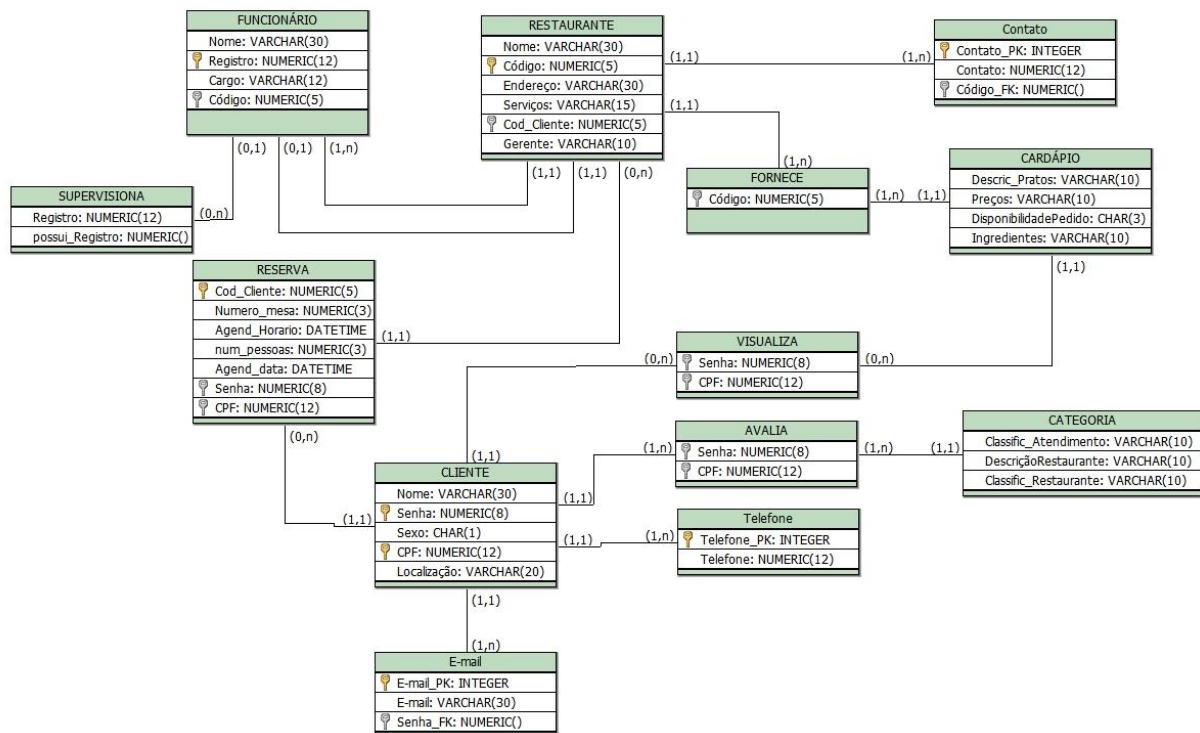 FUNCIONÁRIO
Nome: VARCHAR(30)
Registro: NUMERIC(12)
Cargo: VARCHAR(12)
Código: NUMERIC(5)
RESTAURANTE
Nome: VARCHAR(30)
Código: NUMERIC(5)
Endereço: VARCHAR(30)
Serviços: VARCHAR(15)
Cod_Cliente: NUMERIC(5)
Gerente: VARCHAR(10)
Contato
Contato_PK: INTEGER
Contato: NUMERIC(12)
Código_FK: NUMERIC()
(1,1)
(1,n)
(1,1)
(0,1)
(0,1)
(1,n)
(1,1)
(1,1)
(0,n)
(1,n)
SUPERVISIONA
Registro: NUMERIC(12)
possui_Registro: NUMERIC()
(0,n)
FORNECE
Código: NUMERIC(5)
(1,n)
(1,1)
CARDÁPIO
Descric_Pratos: VARCHAR(10)
Preços: VARCHAR(10)
DisponibilidadePedido: CHAR(3)
Ingredientes: VARCHAR(10)
(1,1)
RESERVA
Cod_Cliente: NUMERIC(5)
Numero_mesa: NUMERIC(3)
Agend_Horario: DATETIME
num_pessoas: NUMERIC(3)
Agend_data: DATETIME
Senha: NUMERIC(8)
CPF: NUMERIC(12)
(1,1)
(0,n)
VISUALIZA
Senha: NUMERIC(8)
CPF: NUMERIC(12)
(0,n)
(0,n)
AVALIA
Senha: NUMERIC(8)
CPF: NUMERIC(12)
(1,n)
(1,n)
(1,1)
CATEGORIA
Classific_Atendimento: VARCHAR(10)
DescriçãoRestaurante: VARCHAR(10)
Classific_Restaurante: VARCHAR(10)
(1,1)
CLIENTE
Nome: VARCHAR(30)
Senha: NUMERIC(8)
Sexo: CHAR(1)
CPF: NUMERIC(12)
Localização: VARCHAR(20)
(1,1)
(1,1)
(1,1)
(1,n)
Telefone
Telefone_PK: INTEGER
Telefone: NUMERIC(12)
(1,1)
(1,n)
E-mail
E-mail_PK: INTEGER
E-mail: VARCHAR(30)
Senha_FK: NUMERIC()